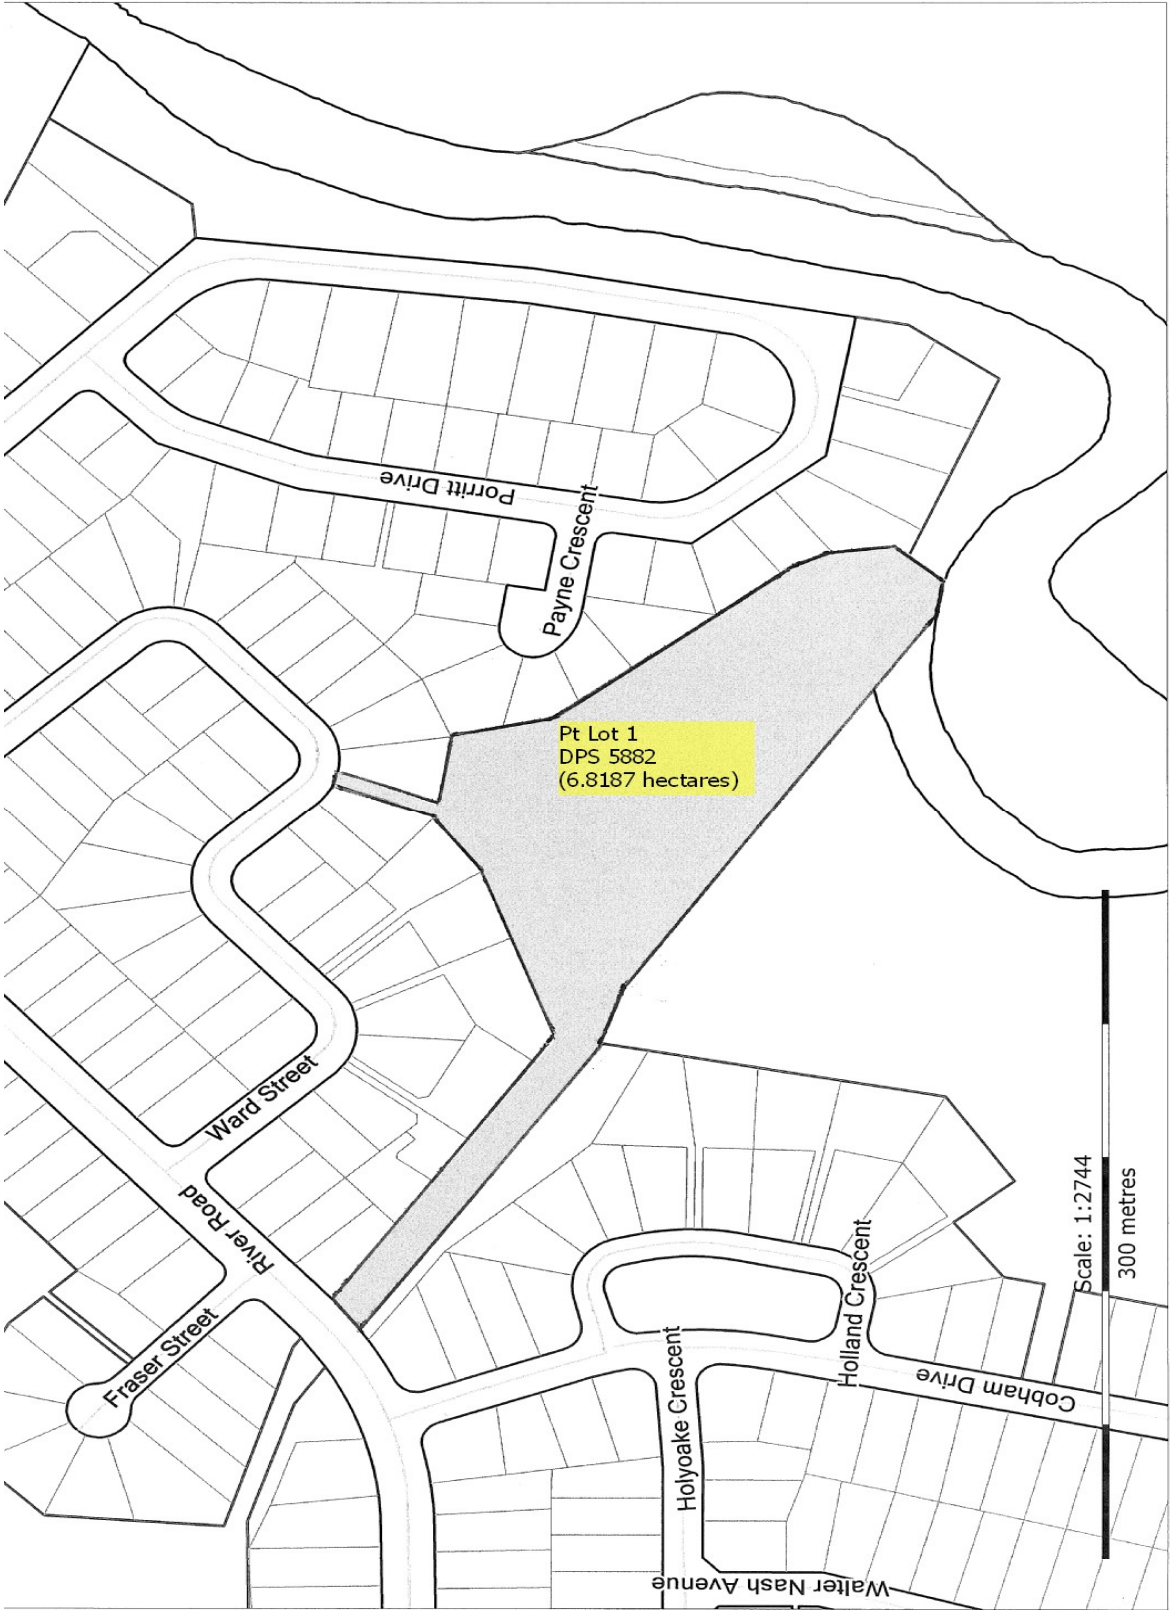 Porritt Drive
Payne Crescent
Pt Lot 1
DPS 5882
(6.8187 hectares)
Ward Street
River Road
Fraser Street
Holland Crescent
Holyoake Crescent
Cobham Drive
Walter Nash Avenue
Scale: 1:2744
300 metres